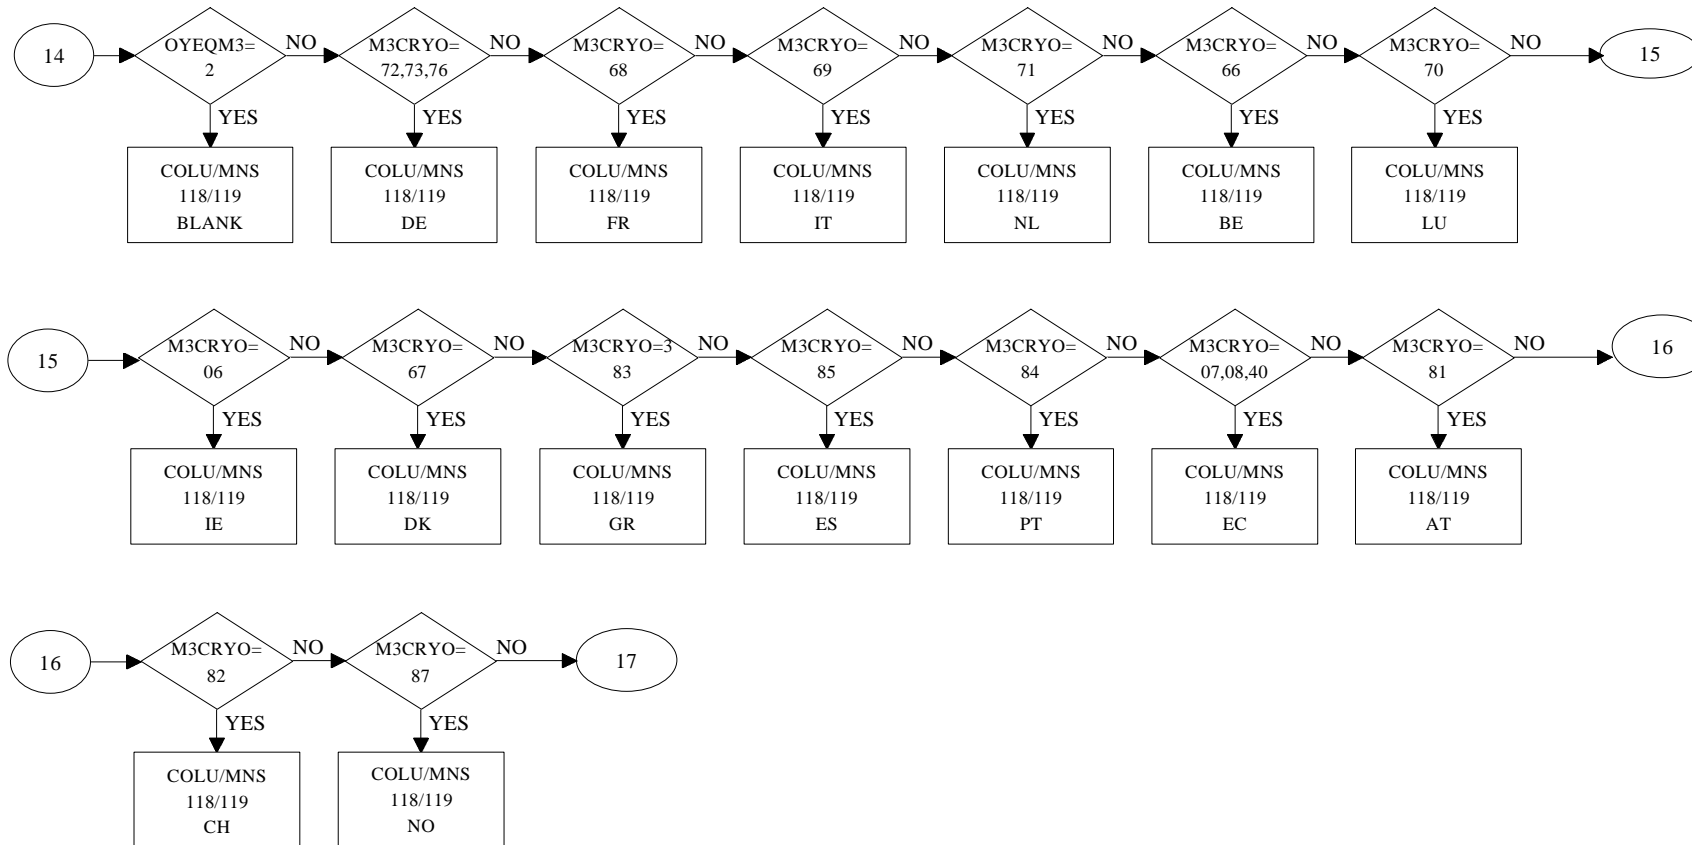 14
OYEQM3=
2
NO
YES
COLU/MNS
118/119
BLANK
M3CRYO=
72,73,76
NO
YES
COLU/MNS
118/119
DE
M3CRYO=
68
NO
YES
COLU/MNS
118/119
FR
M3CRYO=
69
NO
YES
COLU/MNS
118/119
IT
M3CRYO=
71
NO
YES
COLU/MNS
118/119
NL
M3CRYO=
66
NO
YES
COLU/MNS
118/119
BE
M3CRYO=
70
NO
YES
COLU/MNS
118/119
LU
15
15
M3CRYO=
06
NO
YES
COLU/MNS
118/119
IE
M3CRYO=
67
NO
YES
COLU/MNS
118/119
DK
M3CRYO=3
83
NO
YES
COLU/MNS
118/119
GR
M3CRYO=
85
NO
YES
COLU/MNS
118/119
ES
M3CRYO=
84
NO
YES
COLU/MNS
118/119
PT
M3CRYO=
07,08,40
NO
YES
COLU/MNS
118/119
EC
M3CRYO=
81
NO
YES
COLU/MNS
118/119
AT
16
16
M3CRYO=
82
NO
YES
COLU/MNS
118/119
CH
M3CRYO=
87
NO
YES
COLU/MNS
118/119
NO
17